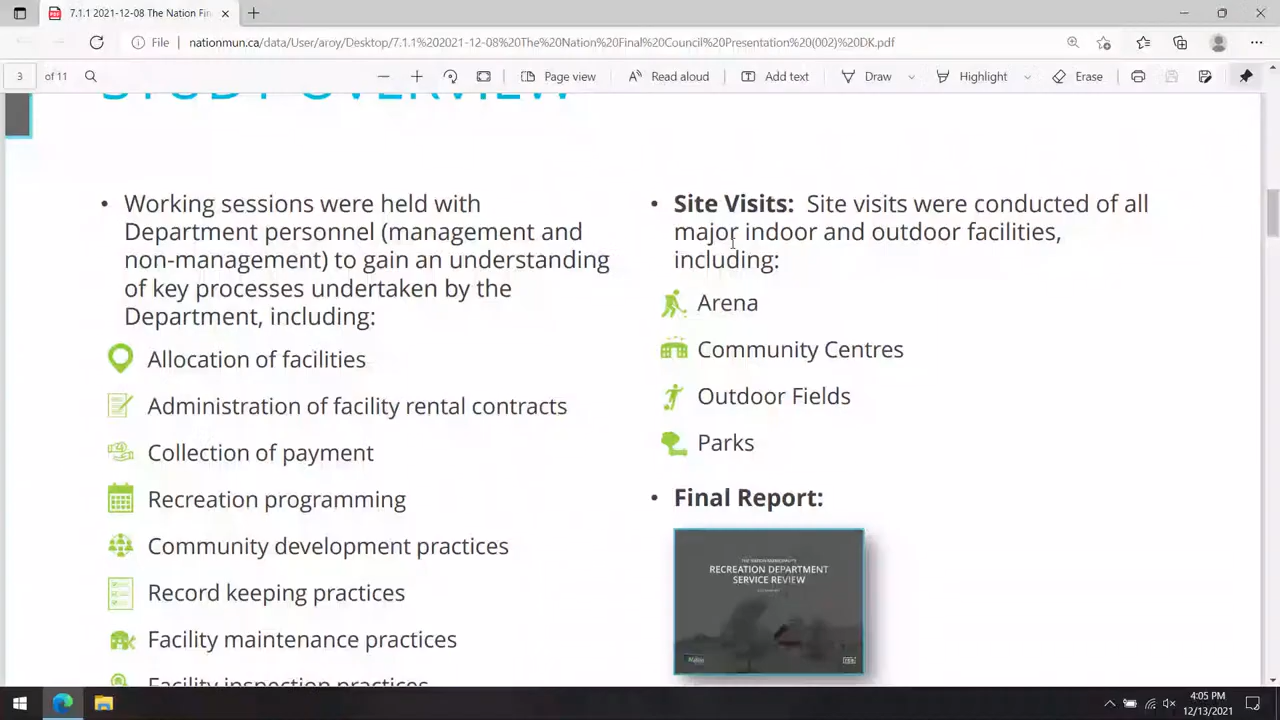 7.1.1 2021-12-08 The Nation Fin
File
nationmun.ca/data/User/aroy/Desktop/7.1.1%202021-12-08%20The%20Nation%20Final%20Council%20Presentation%20(002)%20DK.pdf
3 of 11
Page view
Read aloud
Add text
Draw
Highlight
Erase
STUDY OVERVIEW
• Working sessions were held with
Department personnel (management and
non-management) to gain an understanding
of key processes undertaken by the
Department, including:
Allocation of facilities
Administration of facility rental contracts
Collection of payment
Recreation programming
Community development practices
Record keeping practices
Facility maintenance practices
Facility inspection practices
• Site Visits: Site visits were conducted of all
major indoor and outdoor facilities,
including:
Arena
Community Centres
Outdoor Fields
Parks
• Final Report:
RECREATION DEPARTMENT
SERVICE REVIEW
4:05 PM
12/13/2021